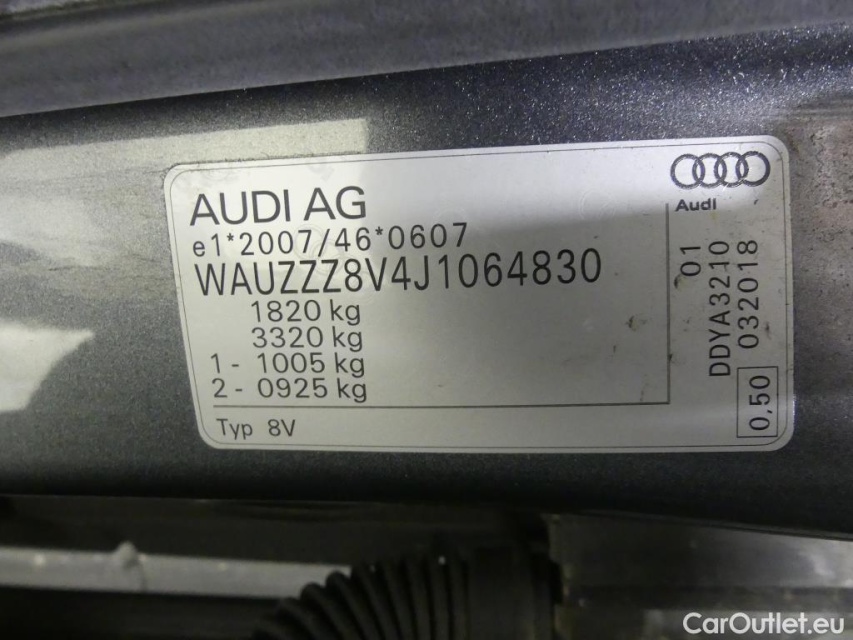 AUDI AG
e1*2007/46*0607
WAUZZZ8V4J1064830
1820 kg
3320 kg
1 - 1005 kg
2 - 0925 kg
Typ 8V
Audi
01
DDYA3210
032018
0,50
CarOutlet.eu